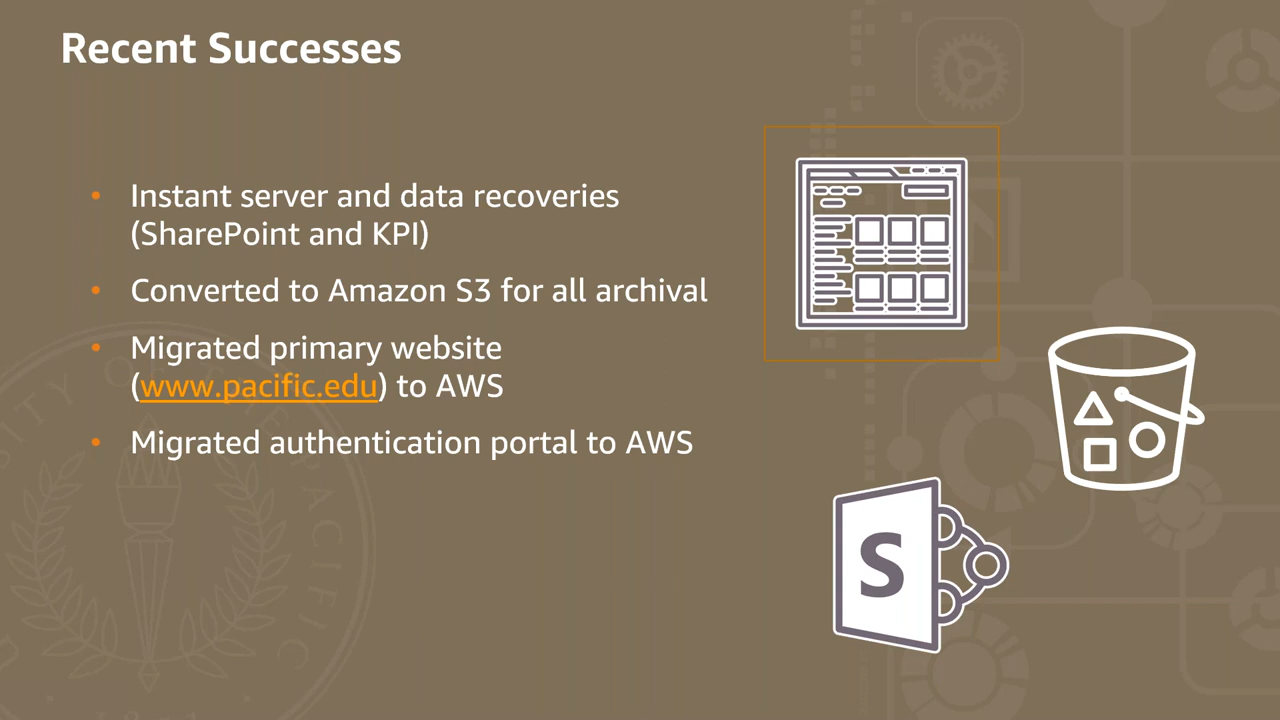 Recent Successes
• Instant server and data recoveries
(SharePoint and KPI)
• Converted to Amazon S3 for all archival
• Migrated primary website
(www.pacific.edu) to AWS
• Migrated authentication portal to AWS
S